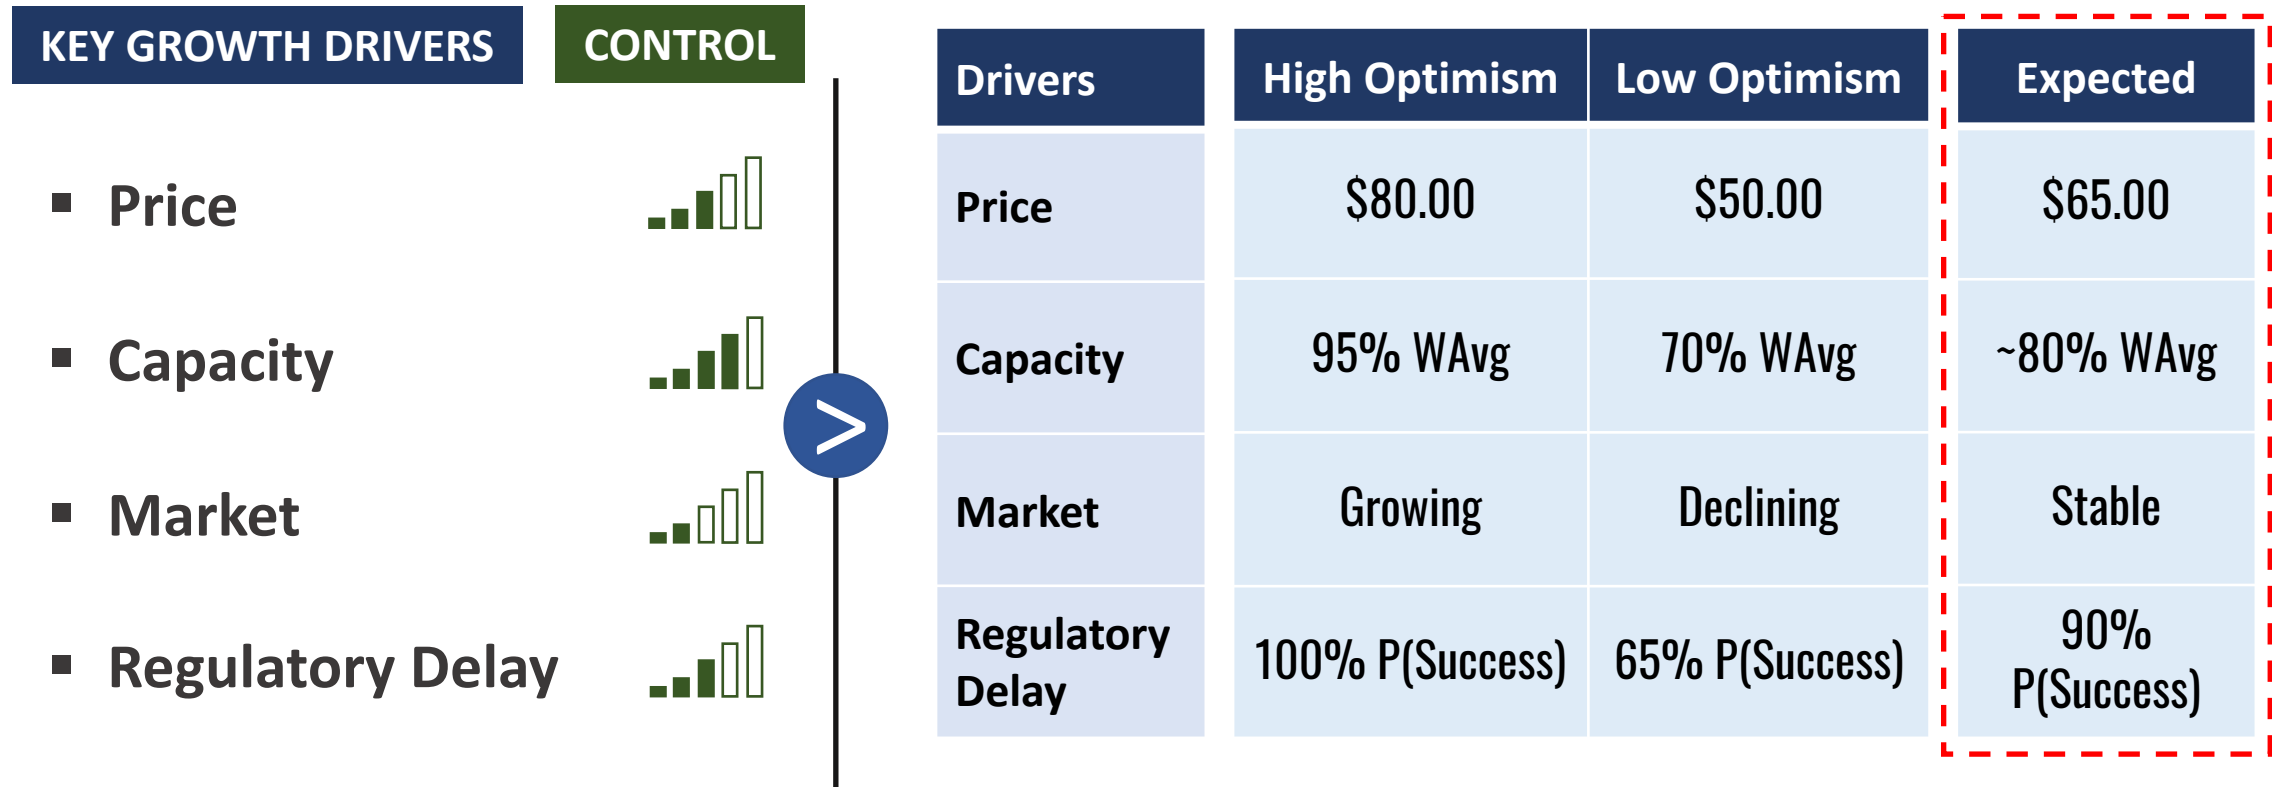 KEY GROWTH DRIVERS
CONTROL
▪ Price
▪ Capacity
▪ Market
▪ Regulatory Delay
>
Drivers
High Optimism
Low Optimism
Expected
Price
$80.00
$50.00
$65.00
Capacity
95% WAvg
70% WAvg
~80% WAvg
Market
Growing
Declining
Stable
Regulatory
Delay
100% P(Success)
65% P(Success)
90%
P(Success)